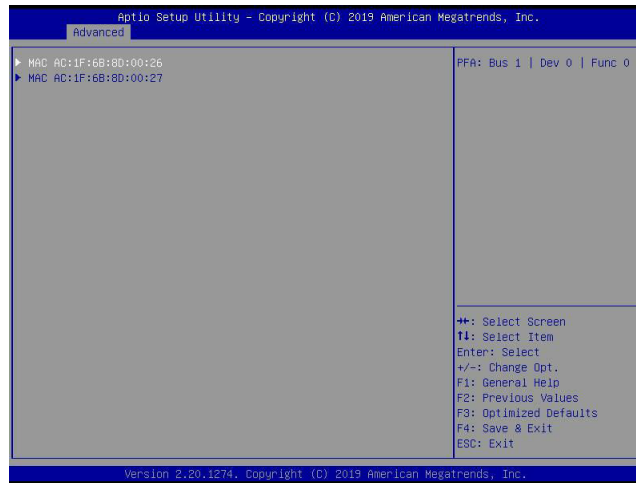 Aptio Setup Utility – Copyright (C) 2019 American Megatrends, Inc.
Advanced
▶ MAC AC:1F:6B:8D:00:26
▶ MAC AC:1F:6B:8D:00:27
PFA: Bus 1 | Dev 0 | Func 0
→←: Select Screen
↑↓: Select Item
Enter: Select
+/-: Change Opt.
F1: General Help
F2: Previous Values
F3: Optimized Defaults
F4: Save & Exit
ESC: Exit
Version 2.20.1274. Copyright (C) 2019 American Megatrends, Inc.